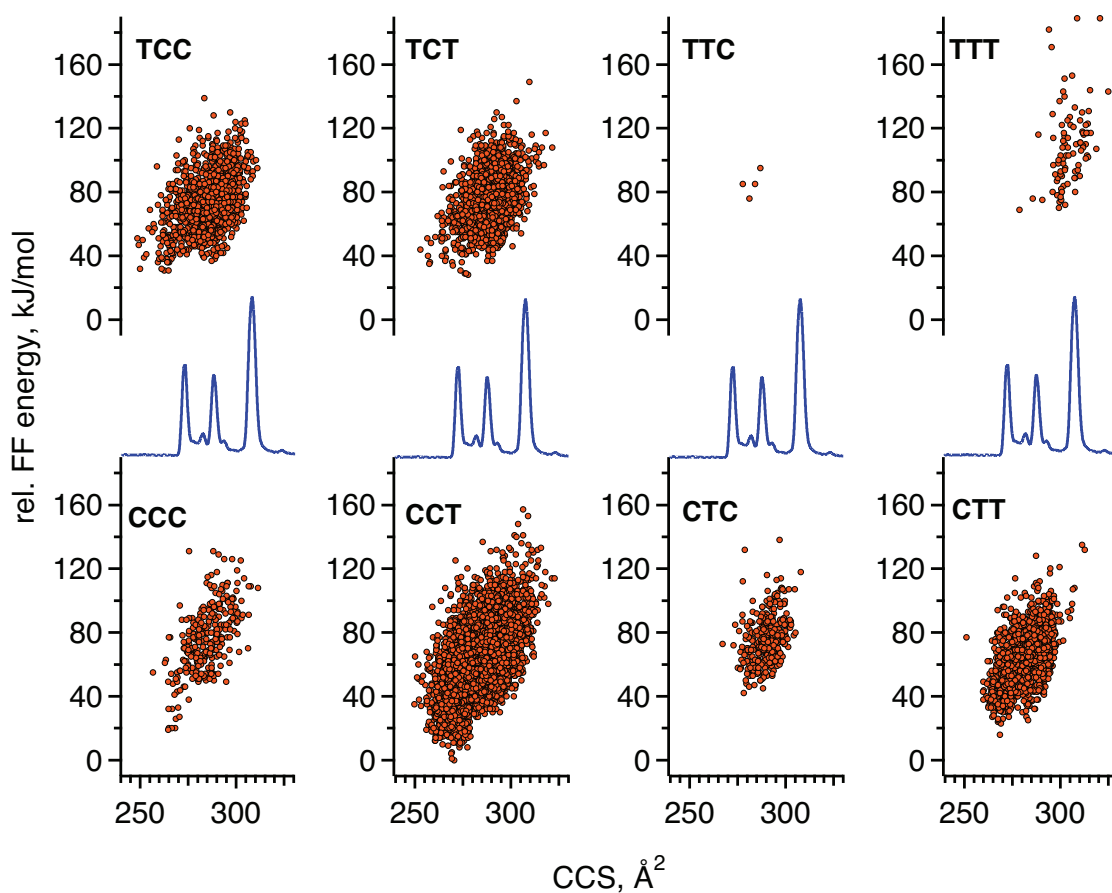 TCC
TCT
TTC
TTT
160 160 160 160
120 120 120 120
80 80 80 80
40 40 40 40
0 0 0 0
rel. FF energy, kJ/mol
CCC
CCT
CTC
CTT
160 160 160 160
120 120 120 120
80 80 80 80
40 40 40 40
0 0 0 0
250 300 250 300 250 300 250 300
CCS, Å²